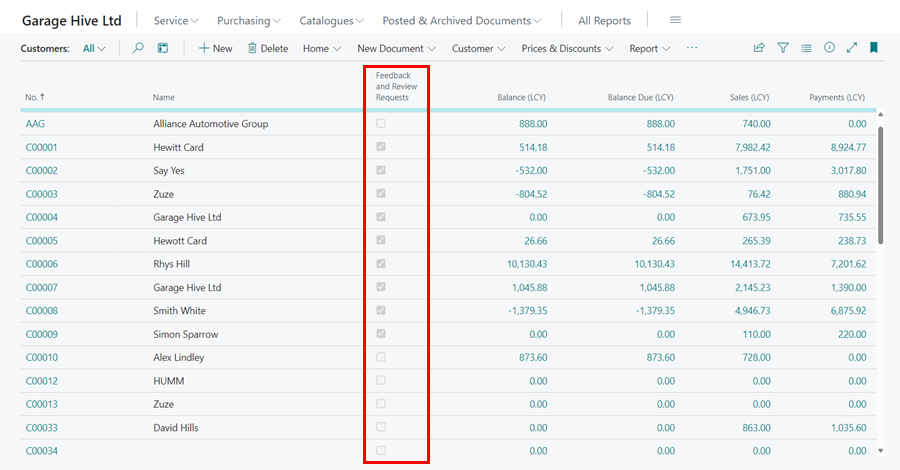 Garage Hive Ltd Service Purchasing Catalogues Posted & Archived Documents All Reports
Customers: All New Delete Home New Document Customer Prices & Discounts Report ...
Feedback
and Review
No. ↑ Name Requests Balance (LCY) Balance Due (LCY) Sales (LCY) Payments (LCY)
AAG Alliance Automotive Group 888.00 888.00 740.00 0.00
C00001 Hewitt Card 514.18 514.18 7,982.42 8,924.77
C00002 Say Yes -532.00 -532.00 1,751.00 3,017.80
C00003 Zuze -804.52 -804.52 76.42 880.94
C00004 Garage Hive Ltd 0.00 0.00 673.95 735.55
C00005 Hewott Card 26.66 26.66 265.39 238.73
C00006 Rhys Hill 10,130.43 10,130.43 14,413.72 7,201.62
C00007 Garage Hive Ltd 1,045.88 1,045.88 2,145.23 1,390.00
C00008 Smith White -1,379.35 -1,379.35 4,946.73 6,875.92
C00009 Simon Sparrow 0.00 0.00 110.00 220.00
C00010 Alex Lindley 873.60 873.60 728.00 0.00
C00012 HUMM 0.00 0.00 0.00 0.00
C00013 Zuze 0.00 0.00 0.00 0.00
C00033 David Hills 0.00 0.00 863.00 1,035.60
C00034 0.00 0.00 0.00 0.00